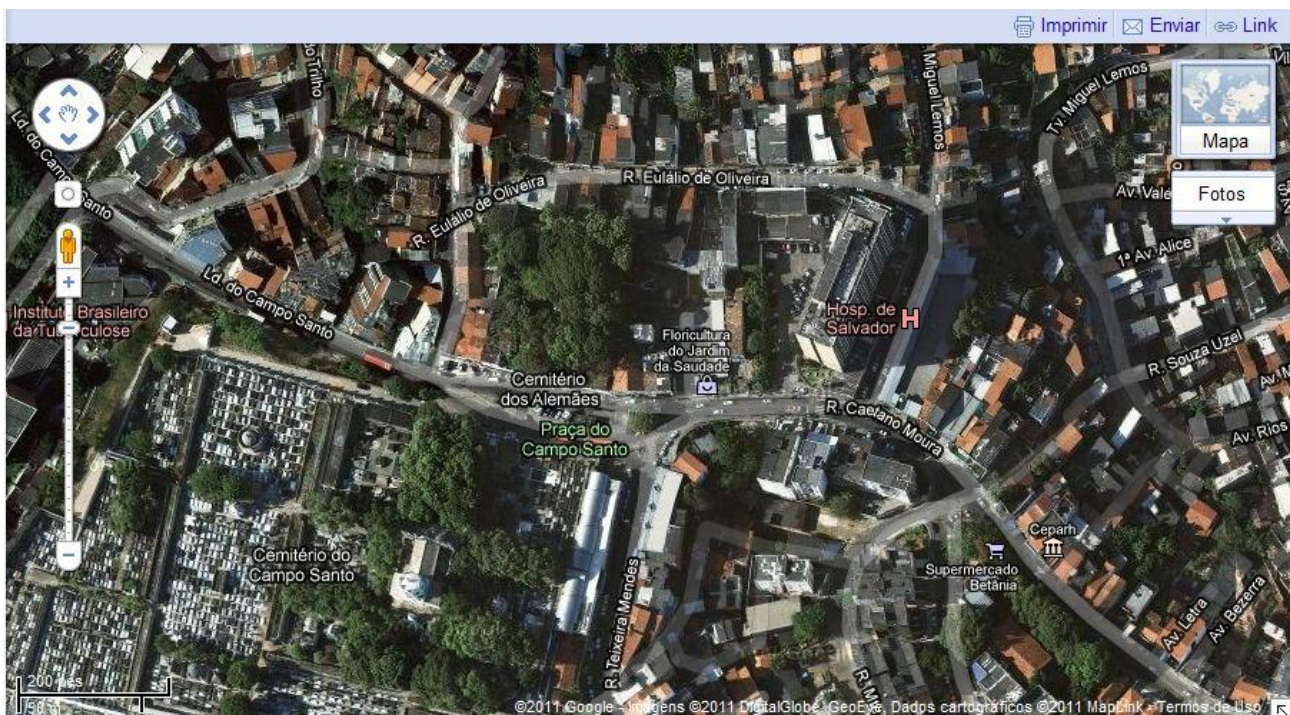 Imprimir
Enviar
Link
Mapa
Fotos
Ld. do Campo Santo
do Trilho
Miguel Lemos
Tv. Miguel Lemos
R. Eulálio de Oliveira
R. Eulálio de Oliveira
Av. Valé
1ª Av. Alice
Ld. do Campo Santo
Instituto Brasileiro
da Tuberculose
Hosp. de
Salvador
H
Floricultura
do Jardim
da Saudade
R. Souza Uzel
Cemitério
dos Alemães
Praça do
Campo Santo
R. Caetano Moura
Av. Rios
Cemitério do
Campo Santo
Ceparh
Supermercado
Betânia
R. Teixeira Mendes
Av. Letra
Av. Bezerra
200 pés
50 m
©2011 Google - Imagens ©2011 DigitalGlobe, GeoEye, Dados cartográficos ©2011 MapLink - Termos de Uso